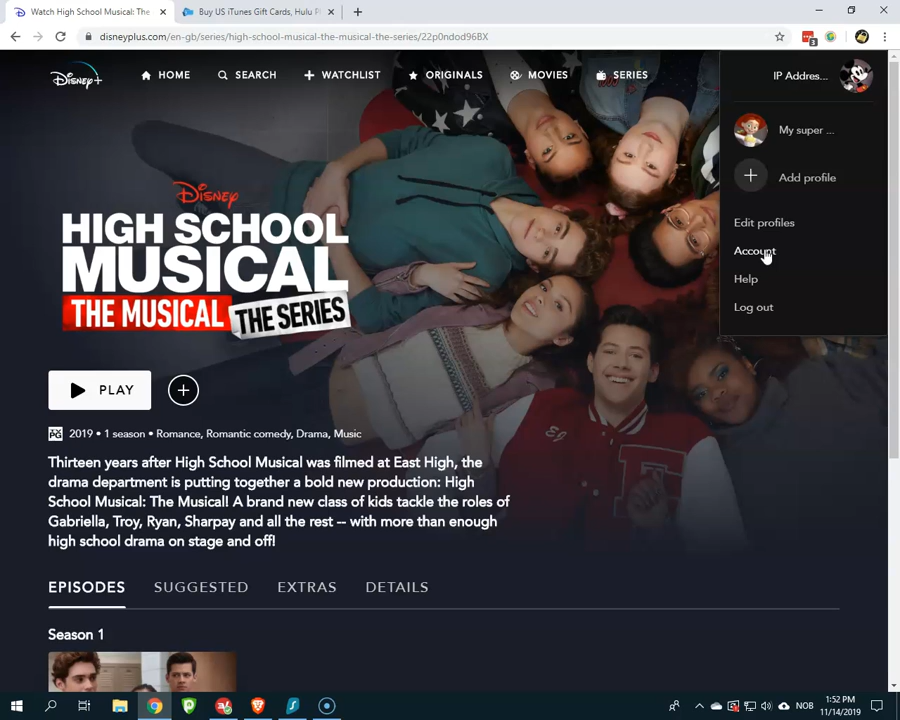 Watch High School Musical: The
Buy US iTunes Gift Cards, Hulu P
disneyplus.com/en-gb/series/high-school-musical-the-musical-the-series/22p0ndod96BX
3
Disney+
HOME
SEARCH
WATCHLIST
ORIGINALS
MOVIES
SERIES
IP Addres...
My super ...
Add profile
Edit profiles
Account
Help
Log out
Disney
HIGH SCHOOL
MUSICAL
THE MUSICAL THE SERIES
EJ
E
PLAY
2019 • 1 season • Romance, Romantic comedy, Drama, Music
Thirteen years after High School Musical was filmed at East High, the
drama department is putting together a bold new production: High
School Musical: The Musical! A brand new class of kids tackle the roles of
Gabriella, Troy, Ryan, Sharpay and all the rest -- with more than enough
high school drama on stage and off!
EPISODES
SUGGESTED
EXTRAS
DETAILS
Season 1
NOB
1:52 PM
11/14/2019